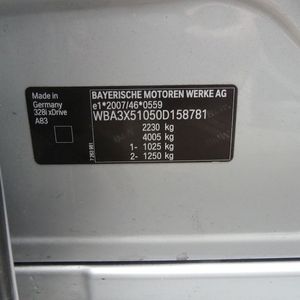 Made in
Germany
328i xDrive
A83
BAYERISCHE MOTOREN WERKE AG
e1*2007/46*0559
WBA3X51050D158781
2230 kg
4005 kg
1- 1025 kg
2- 1250 kg